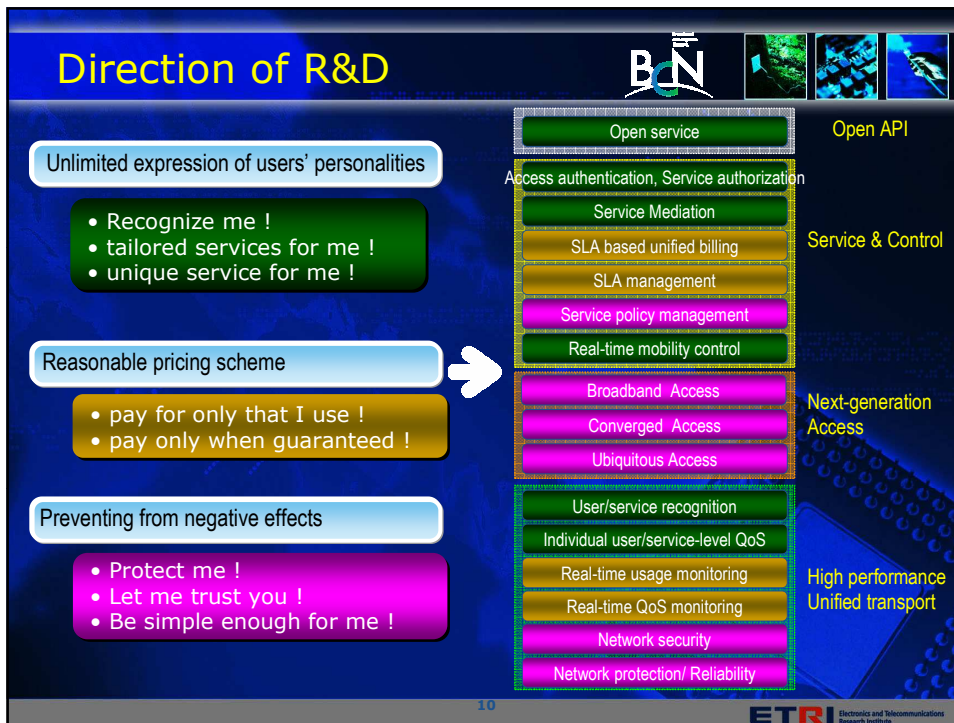 Direction of R&D
BcN
Unlimited expression of users' personalities
• Recognize me !
• tailored services for me !
• unique service for me !
Reasonable pricing scheme
• pay for only that I use !
• pay only when guaranteed !
Preventing from negative effects
• Protect me !
• Let me trust you !
• Be simple enough for me !
Open service
Open API
Access authentication, Service authorization
Service Mediation
SLA based unified billing
SLA management
Service policy management
Real-time mobility control
Service & Control
Broadband Access
Converged Access
Ubiquitous Access
Next-generation
Access
User/service recognition
Individual user/service-level QoS
Real-time usage monitoring
Real-time QoS monitoring
Network security
Network protection/ Reliability
High performance
Unified transport
10
ETRI
Electronics and Telecommunications
Research Institute